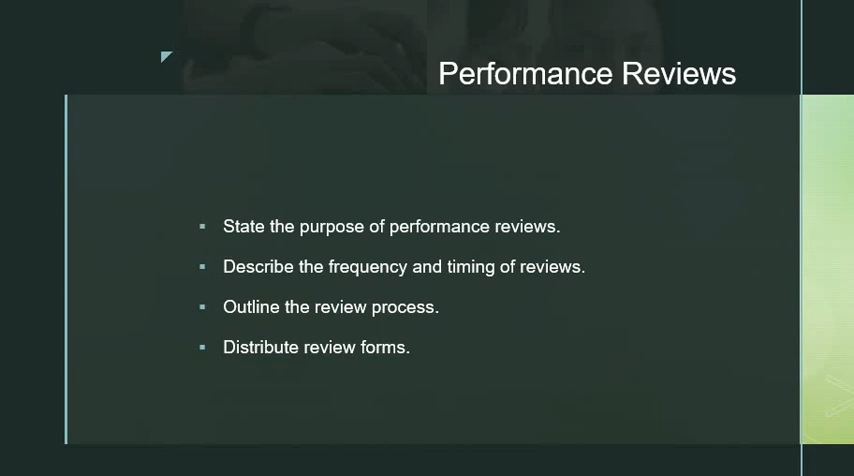 Performance Reviews
State the purpose of performance reviews.
Describe the frequency and timing of reviews.
Outline the review process.
Distribute review forms.